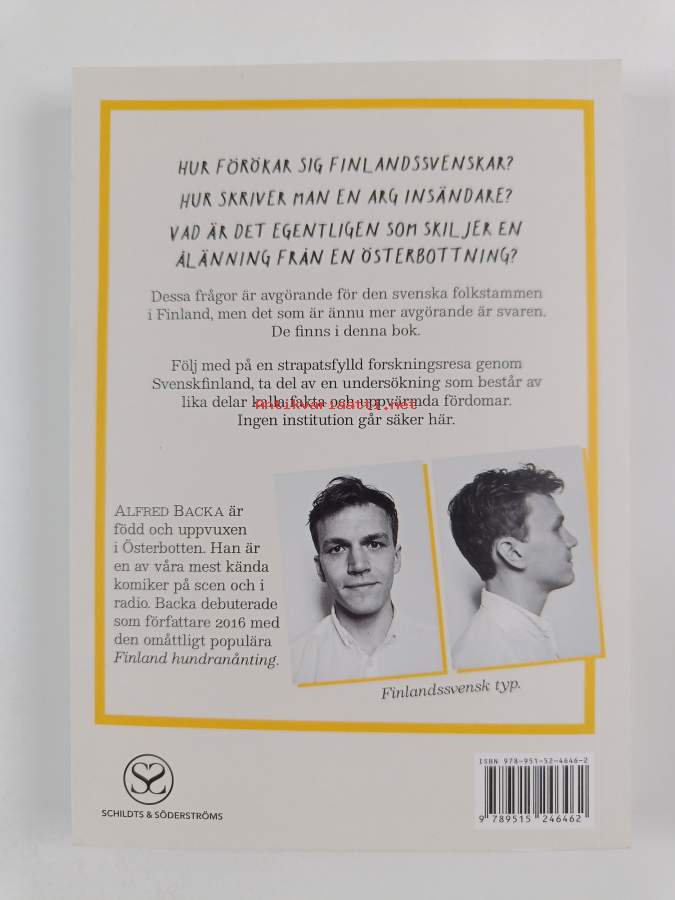 HUR FÖRÖKAR SIG FINLANDSSVENSKAR?
HUR SKRIVER MAN EN ARG INSÄNDARE?
VAD ÄR DET EGENTLIGEN SOM SKILJER EN
ÅLÄNNING FRÅN EN ÖSTERBOTTNING?
Dessa frågor är avgörande för den svenska folkstammen
i Finland, men det som är ännu mer avgörande är svaren.
De finns i denna bok.
Följ med på en strapatsfylld forskningsresa genom
Svenskfinland, ta del av en undersökning som består av
lika delar kalla fakta och uppvärmda fördomar.
Antikvariaatti.net
Ingen institution går säker här.
ALFRED BACKA är
född och uppvuxen
i Österbotten. Han är
en av våra mest kända
komiker på scen och i
radio. Backa debuterade
som författare 2016 med
den omåttligt populära
Finland hundranånting.
Finlandssvensk typ.
SCHILDTS & SÖDERSTRÖMS
ISBN 978-951-52-4646-2
9 789515 246462